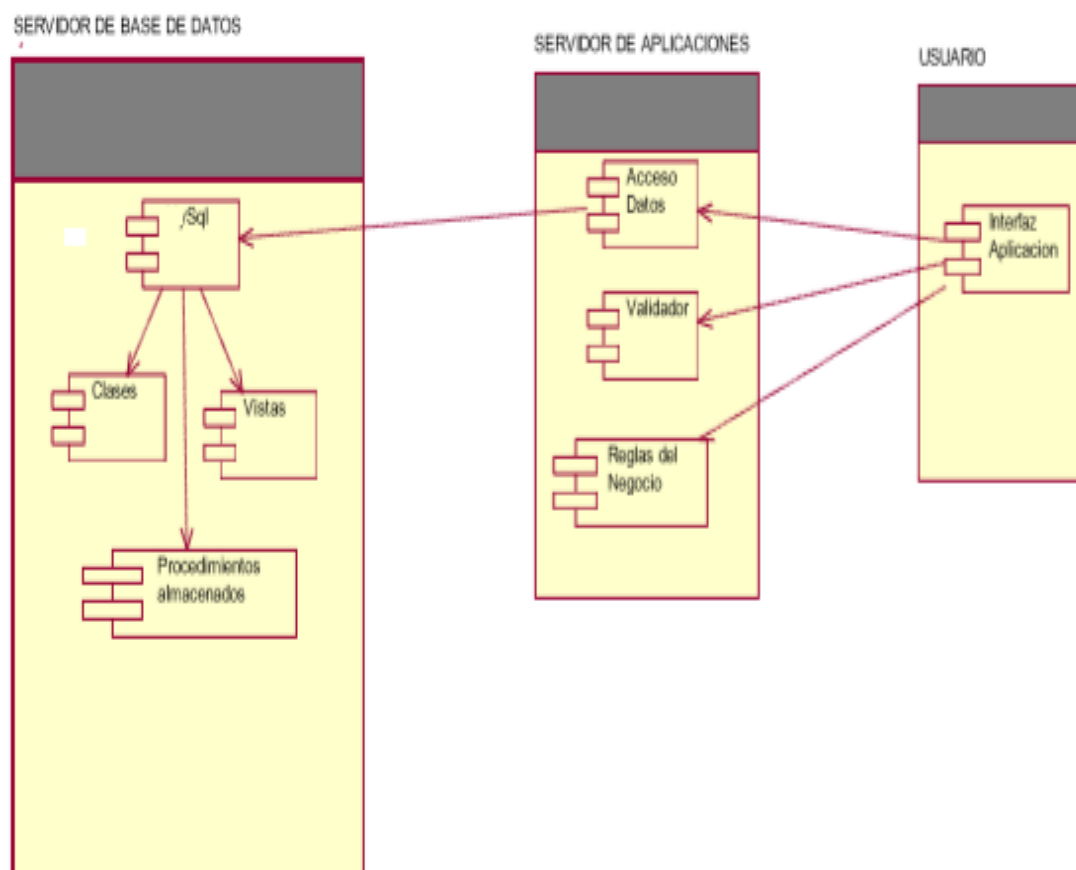 SERVIDOR DE BASE DE DATOS
SERVIDOR DE APLICACIONES
USUARIO
/Sql
Clases
Vistas
Procedimientos
almacenados
Acceso
Datos
Validador
Reglas del
Negocio
Interfaz
Aplicacion